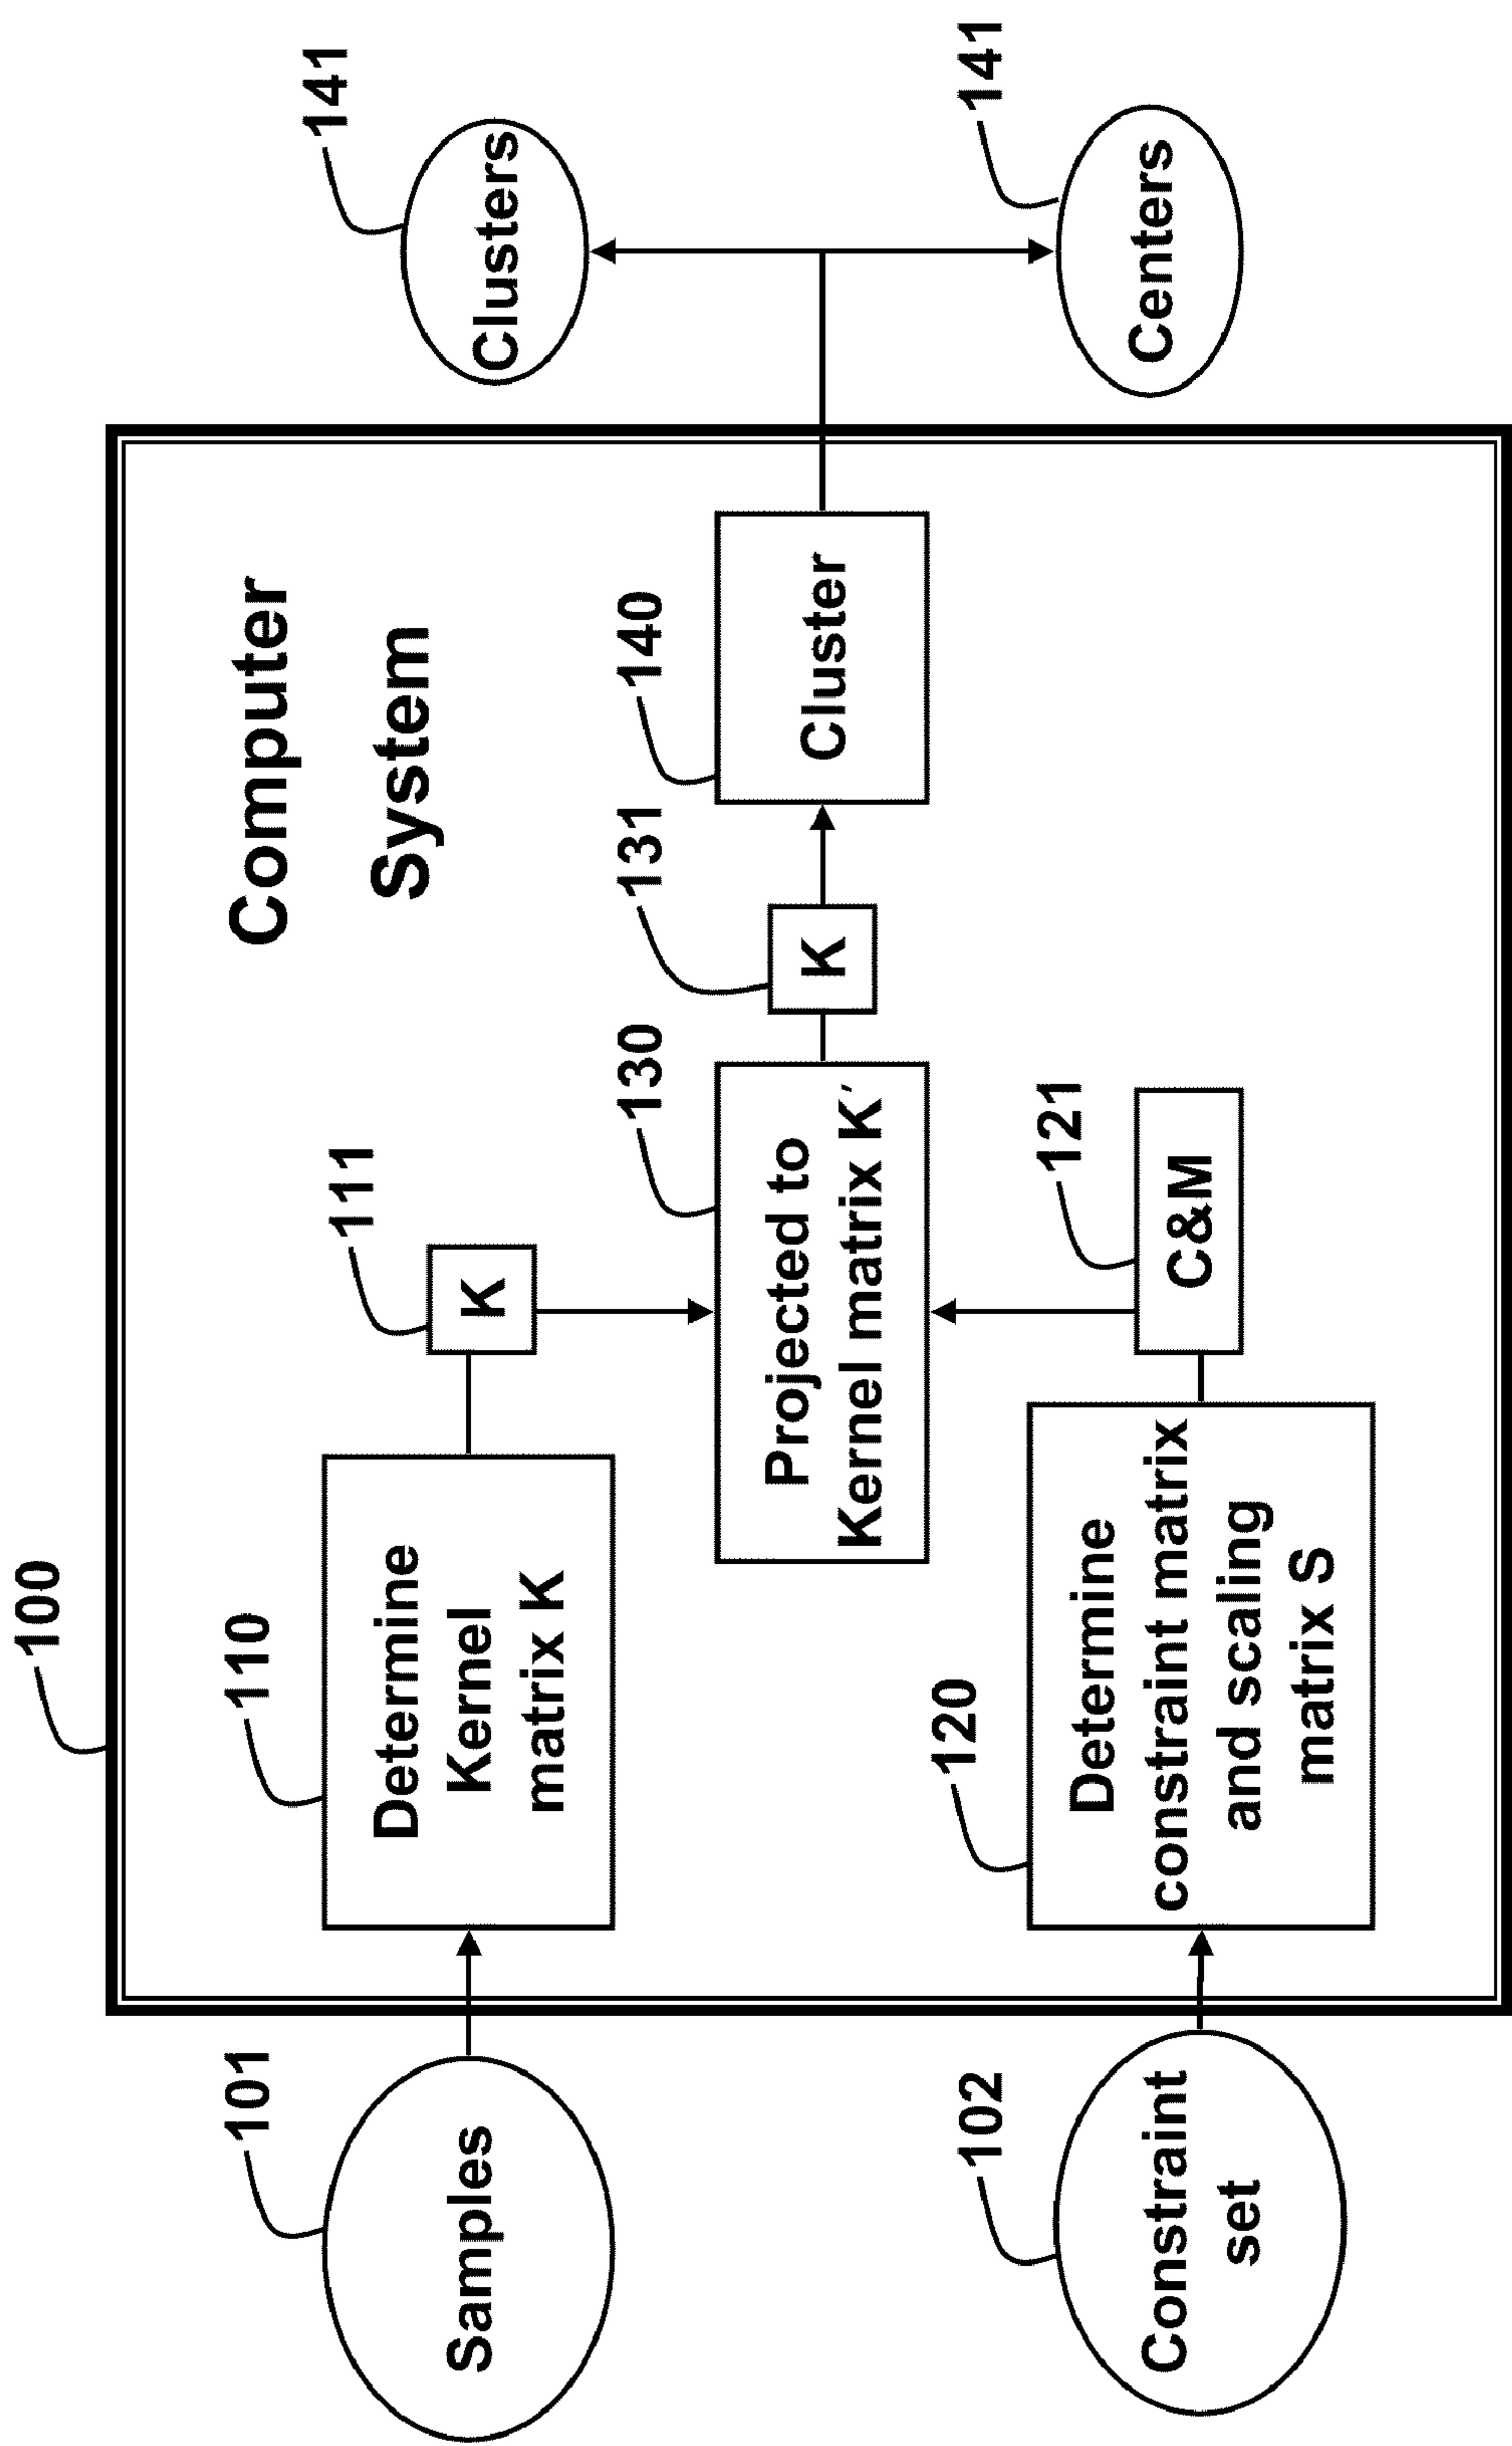 100
101
Samples
110
Determine
Kernel
matrix K
111
K
Computer
System
130
Projected to
Kernel matrix K′
131
K
140
Cluster
141
Clusters
102
Constraint
set
120
Determine
constraint matrix
and scaling
matrix S
121
C&M
141
Centers